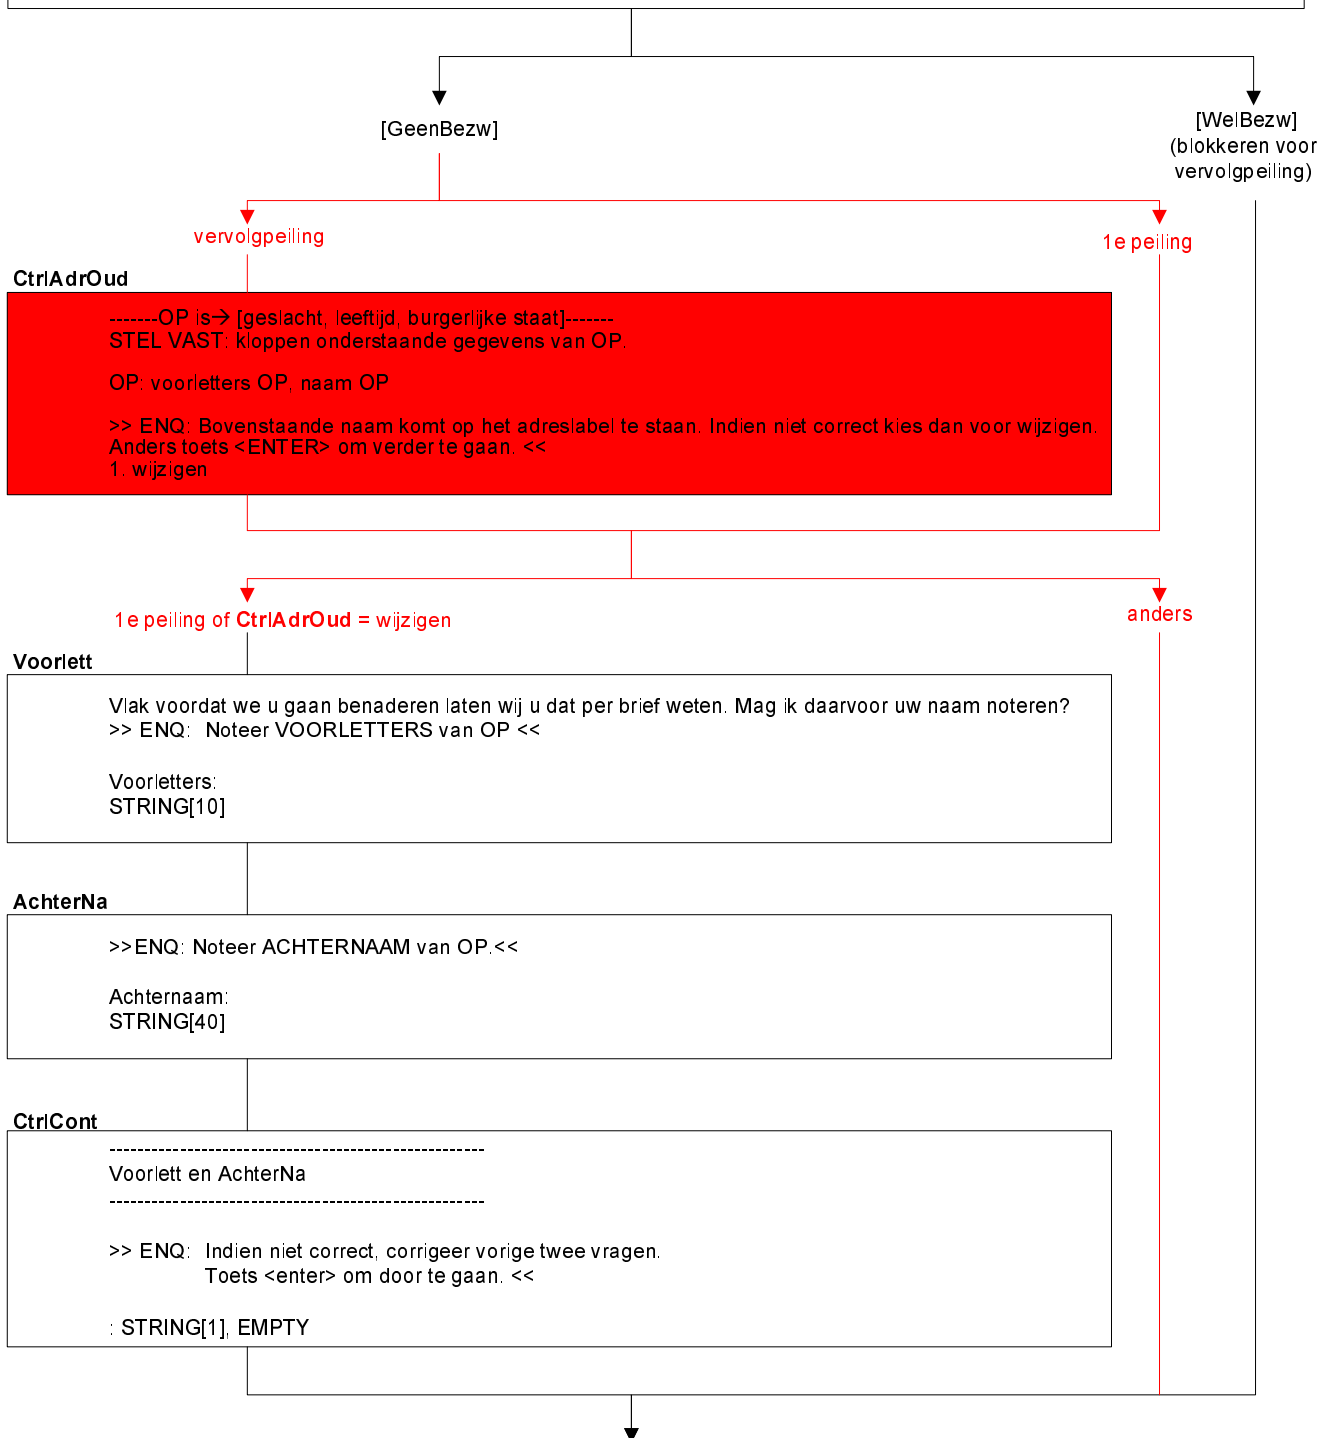 [GeenBezw]
[WelBezw]
(blokkeren voor
vervolgpeiling)
vervolgpeiling
1e peiling
CtrlAdrOud
-------OP is→ [geslacht, leeftijd, burgerlijke staat]-------
STEL VAST: kloppen onderstaande gegevens van OP.
OP: voorletters OP, naam OP
>> ENQ: Bovenstaande naam komt op het adreslabel te staan. Indien niet correct kies dan voor wijzigen.
Anders toets <ENTER> om verder te gaan. <<
1. wijzigen
1e peiling of CtrlAdrOud = wijzigen
anders
Voorlett
Vlak voordat we u gaan benaderen laten wij u dat per brief weten. Mag ik daarvoor uw naam noteren?
>> ENQ: Noteer VOORLETTERS van OP <<
Voorletters:
STRING[10]
AchterNa
>>ENQ: Noteer ACHTERNAAM van OP.<<
Achternaam:
STRING[40]
CtrlCont
----------------------------------------------------
Voorlett en AchterNa
----------------------------------------------------
>> ENQ: Indien niet correct, corrigeer vorige twee vragen.
Toets <enter> om door te gaan. <<
: STRING[1], EMPTY